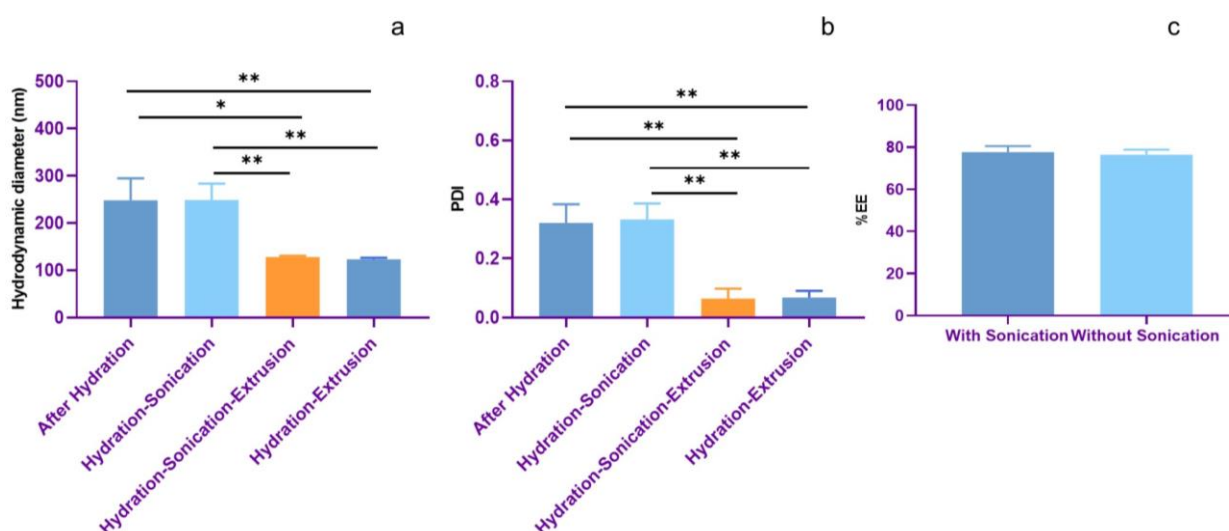 a
Hydrodynamic diameter (nm)
500
400
300
200
100
0
**
*
**
**
After Hydration
Hydration-Sonication
Hydration-Sonication-Extrusion
Hydration-Extrusion
b
PDI
0.8
0.6
0.4
0.2
0.0
**
**
**
**
After Hydration
Hydration-Sonication
Hydration-Sonication-Extrusion
Hydration-Extrusion
c
%EE
100
80
60
40
20
0
With Sonication
Without Sonication